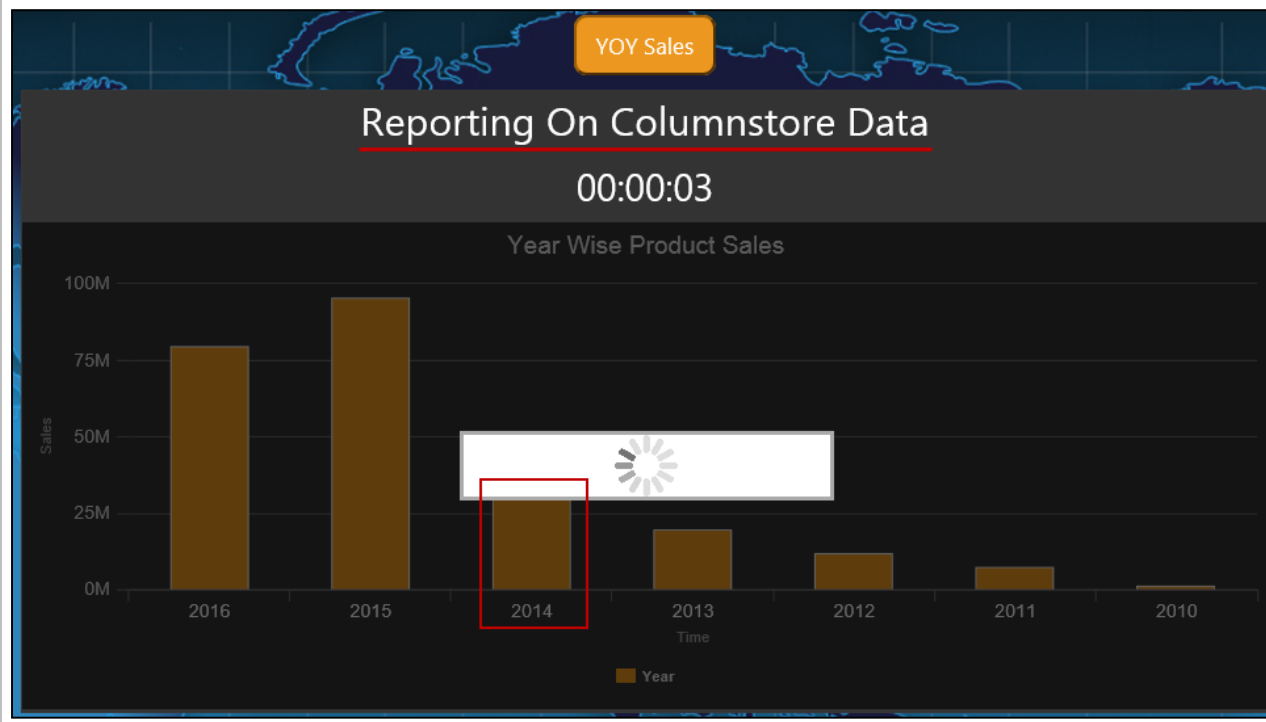 YOY Sales
Reporting On Columnstore Data
00:00:03
Year Wise Product Sales
100M
75M
50M
25M
0M
Sales
2016 2015 2014 2013 2012 2011 2010
Time
Year